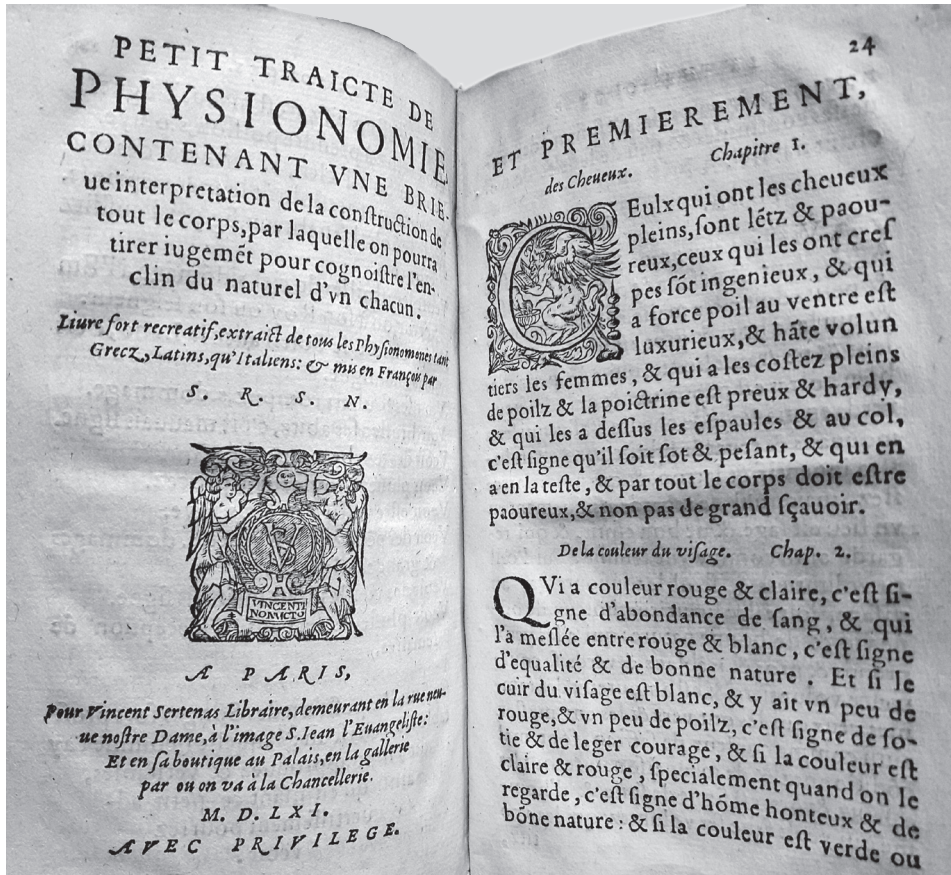 PETIT TRAICTE DE
PHYSIONOMIE
CONTENANT VNE BRIE-
ue interpretation de la construction de
tout le corps, par laquelle on pourra
tirer iugemẽt pour cognoistre l'en-
clin du naturel d'vn chacun.
Liure fort recreatif, extraict de tous les Physionomones tant
Grecz, Latins, qu'Italiens: & mis en François par
S. R. S. N.
VINCENTI
NOMICTO
A PARIS,
Pour Vincent Sertenas Libraire, demeurant en la rue neu-
ue nostre Dame, à l'image S. Iean l'Euangeliste:
Et en sa boutique au Palais, en la gallerie
par ou on va à la Chancellerie.
M. D. LXI.
AVEC PRIVILEGE.
24
ET PREMIEREMENT,
des Cheueux. Chapitre 1.
CEulx qui ont les cheueux
pleins, sont lẽtz & paou-
reux, ceux qui les ont cres
pes sõt ingenieux, & qui
a force poil au ventre est
luxurieux, & hãte volun
tiers les femmes, & qui a les costez pleins
de poilz & la poictrine est preux & hardy,
& qui les a dessus les espaules & au col,
c'est signe qu'il soit sot & pesant, & qui en
a en la teste, & par tout le corps doit estre
paoureux, & non pas de grand sçauoir.
De la couleur du visage. Chap. 2.
QVi a couleur rouge & claire, c'est si-
gne d'abondance de sang, & qui
l'a meslée entre rouge & blanc, c'est signe
d'equalité & de bonne nature. Et si le
cuir du visage est blanc, & y ait vn peu de
rouge, & vn peu de poilz, c'est signe de so-
tie & de leger courage, & si la couleur est
claire & rouge, specialement quand on le
regarde, c'est signe d'hõme honteux & de
bõne nature: & si la couleur est verde ou